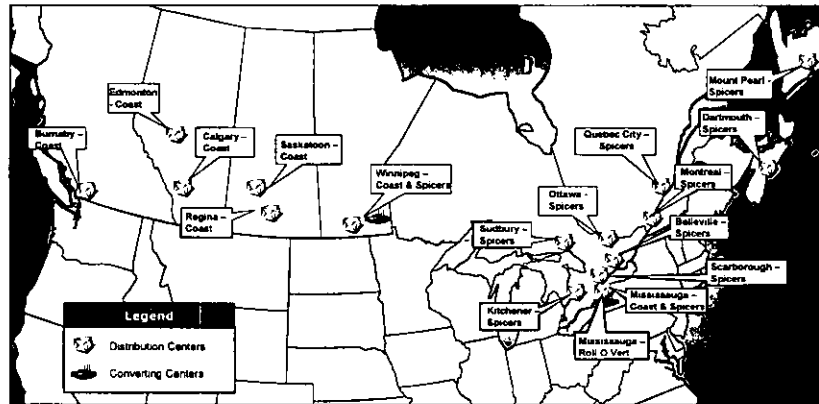 Edmonton
- Coast
Burnaby –
Coast
Calgary –
Coast
Saskatoon –
Coast
Winnipeg –
Coast & Spicers
Regina –
Coast
Mount Pearl -
Spicers
Dartmouth –
Spicers
Quebec City –
Spicers
Montreal –
Spicers
Ottawa -
Spicers
Belleville –
Spicers
Sudbury –
Spicers
Scarborough –
Spicers
Kitchener
Spicers
Mississauga –
Coast & Spicers
Mississauga –
Roll O Vert
Legend
Distribution Centers
Converting Centers